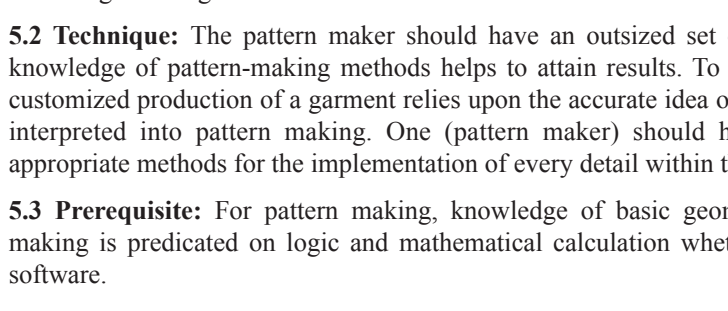 5.2 Technique: The pattern maker should have an outsized set
knowledge of pattern-making methods helps to attain results. To
customized production of a garment relies upon the accurate idea
interpreted into pattern making. One (pattern maker) should
appropriate methods for the implementation of every detail within
5.3 Prerequisite: For pattern making, knowledge of basic
making is predicated on logic and mathematical calculation
software.